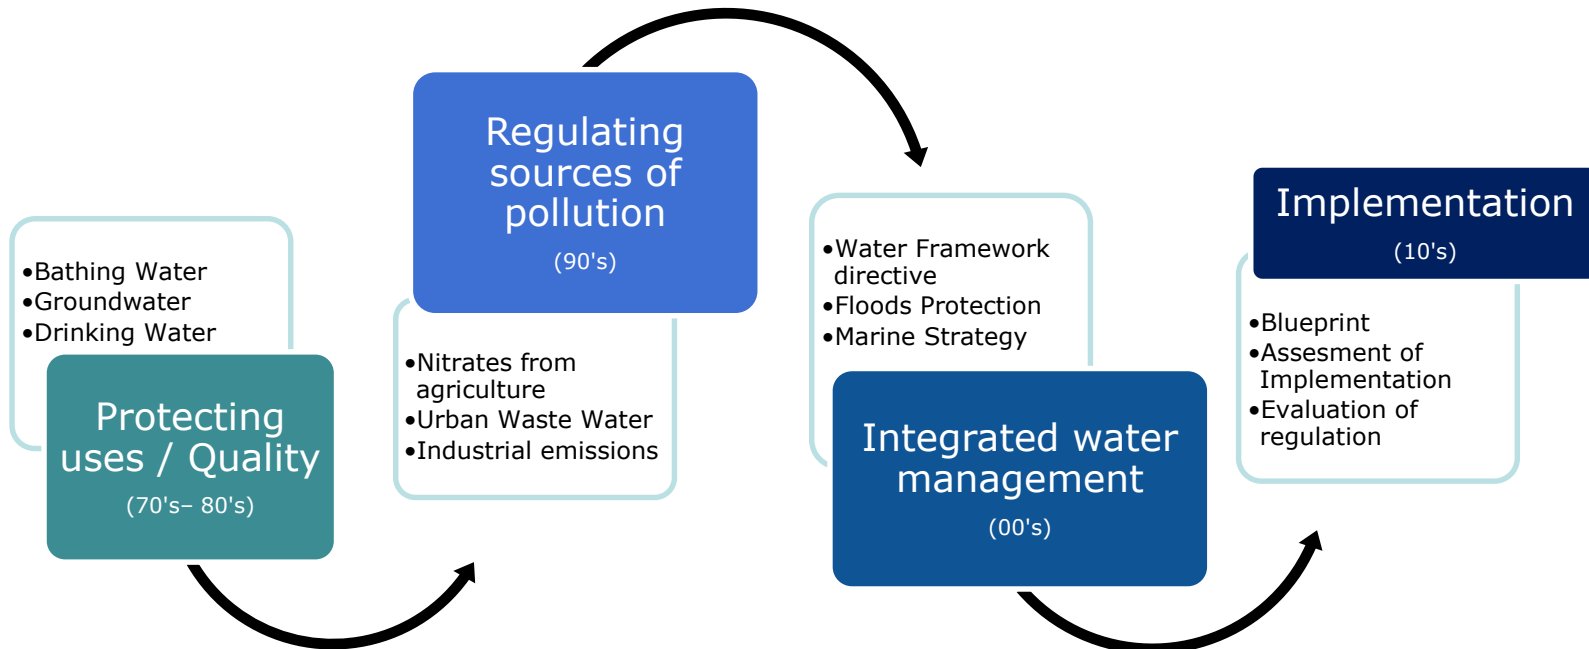 •Bathing Water
•Groundwater
•Drinking Water
Protecting
uses / Quality
(70's– 80's)
Regulating
sources of
pollution
(90's)
•Nitrates from
agriculture
•Urban Waste Water
•Industrial emissions
•Water Framework
directive
•Floods Protection
•Marine Strategy
Integrated water
management
(00's)
Implementation
(10's)
•Blueprint
•Assesment of
Implementation
•Evaluation of
regulation